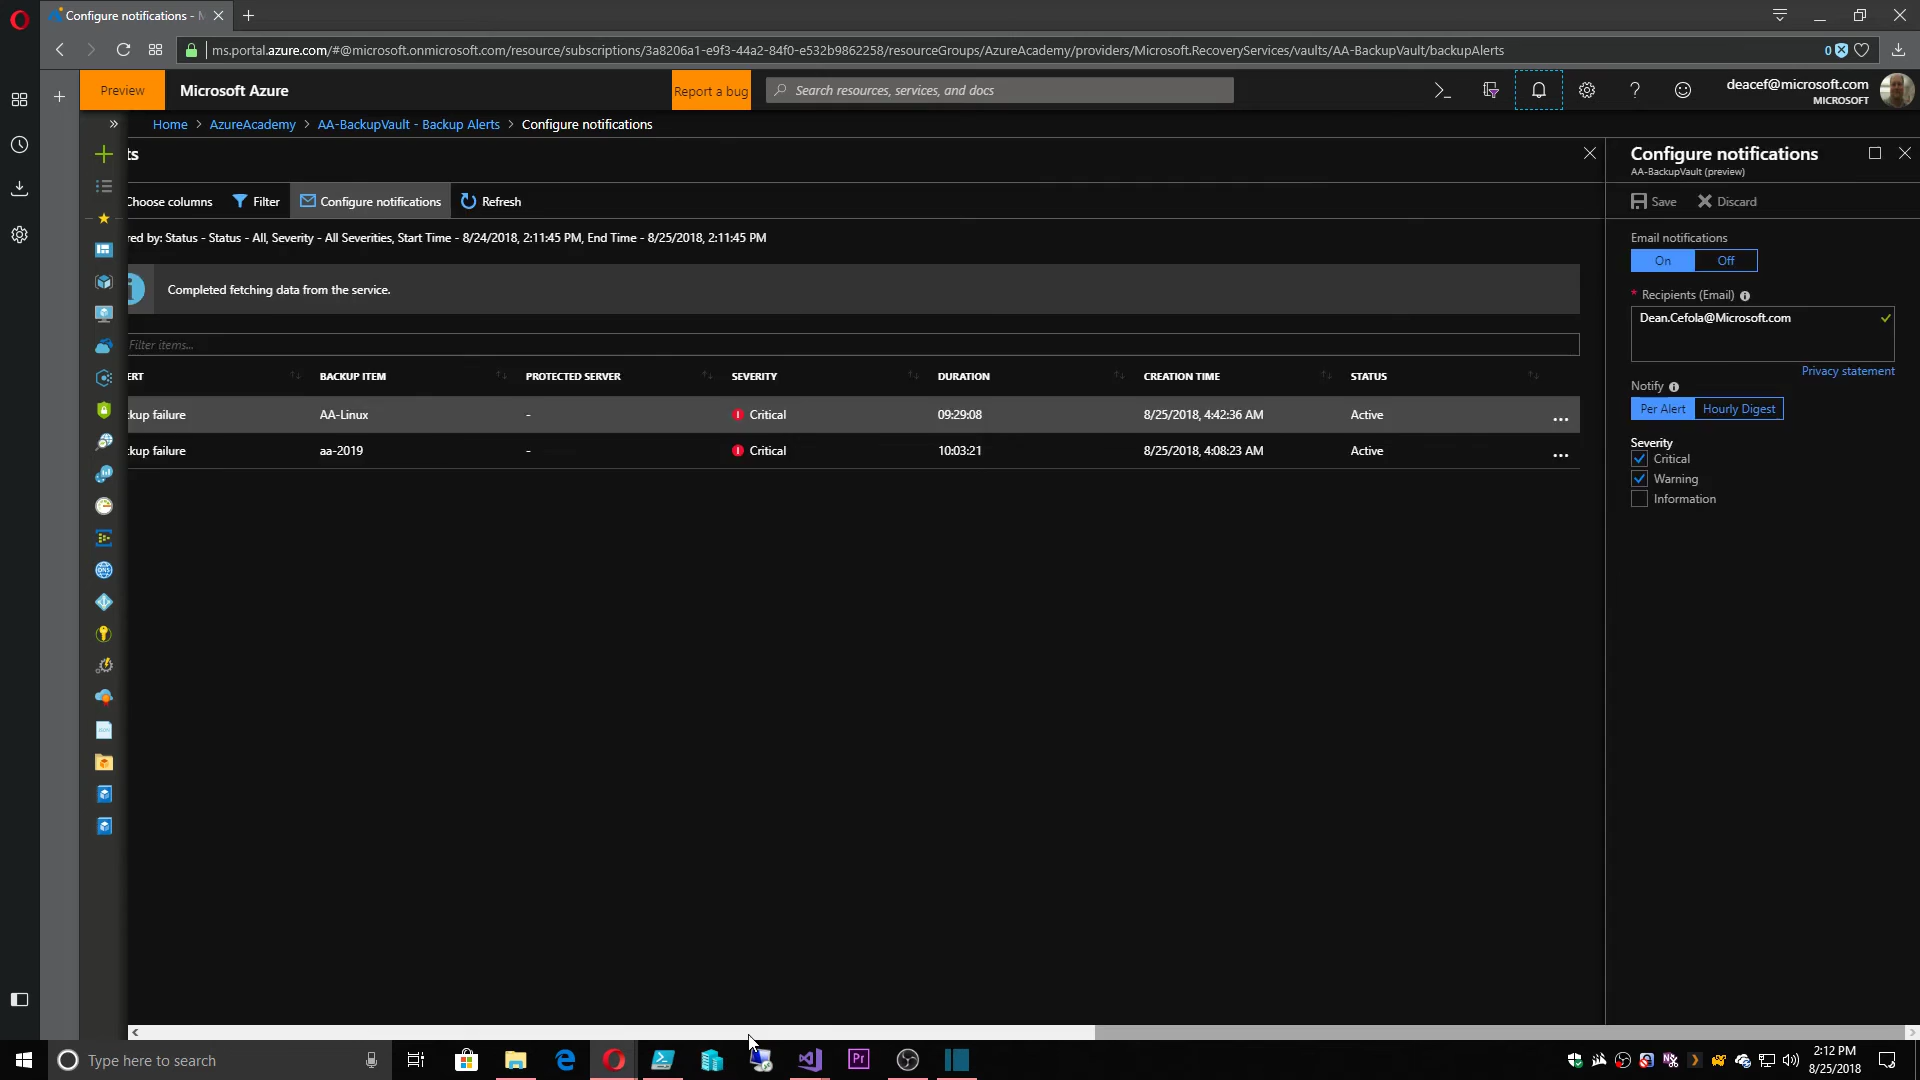 Configure notifications -
ms.portal.azure.com/#@microsoft.onmicrosoft.com/resource/subscriptions/3a8206a1-e9f3-44a2-84f0-e532b9862258/resourceGroups/AzureAcademy/providers/Microsoft.RecoveryServices/vaults/AA-BackupVault/backupAlerts
0
Preview
Microsoft Azure
Report a bug
Search resources, services, and docs
deacef@microsoft.com
MICROSOFT
Home > AzureAcademy > AA-BackupVault - Backup Alerts > Configure notifications
ts
Choose columns
Filter
Configure notifications
Refresh
red by: Status - Status - All, Severity - All Severities, Start Time - 8/24/2018, 2:11:45 PM, End Time - 8/25/2018, 2:11:45 PM
Completed fetching data from the service.
Filter items...
ERT BACKUP ITEM PROTECTED SERVER SEVERITY DURATION CREATION TIME STATUS
ckup failure AA-Linux - Critical 09:29:08 8/25/2018, 4:42:36 AM Active ...
ckup failure aa-2019 - Critical 10:03:21 8/25/2018, 4:08:23 AM Active ...
Configure notifications
AA-BackupVault (preview)
Save
Discard
Email notifications
On Off
* Recipients (Email)
Dean.Cefola@Microsoft.com
Privacy statement
Notify
Per Alert Hourly Digest
Severity
Critical
Warning
Information
Type here to search
Pr
2:12 PM
8/25/2018